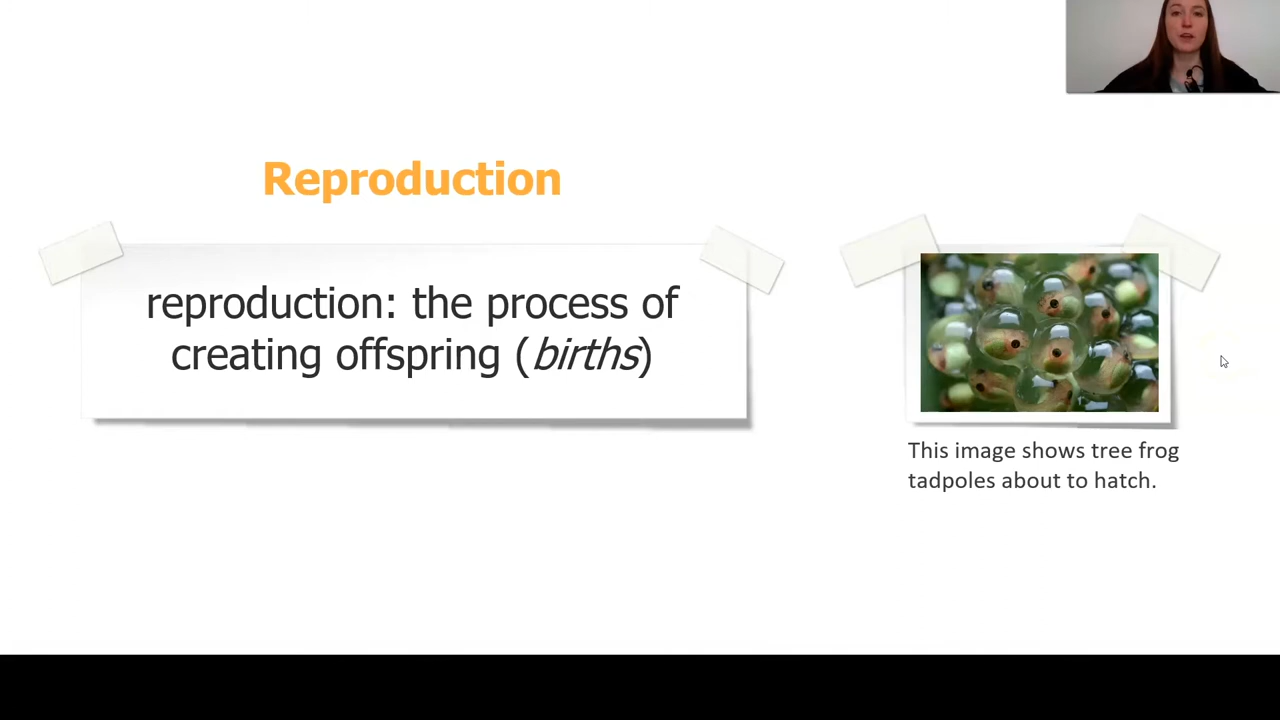 Reproduction
reproduction: the process of
creating offspring (births)
This image shows tree frog
tadpoles about to hatch.